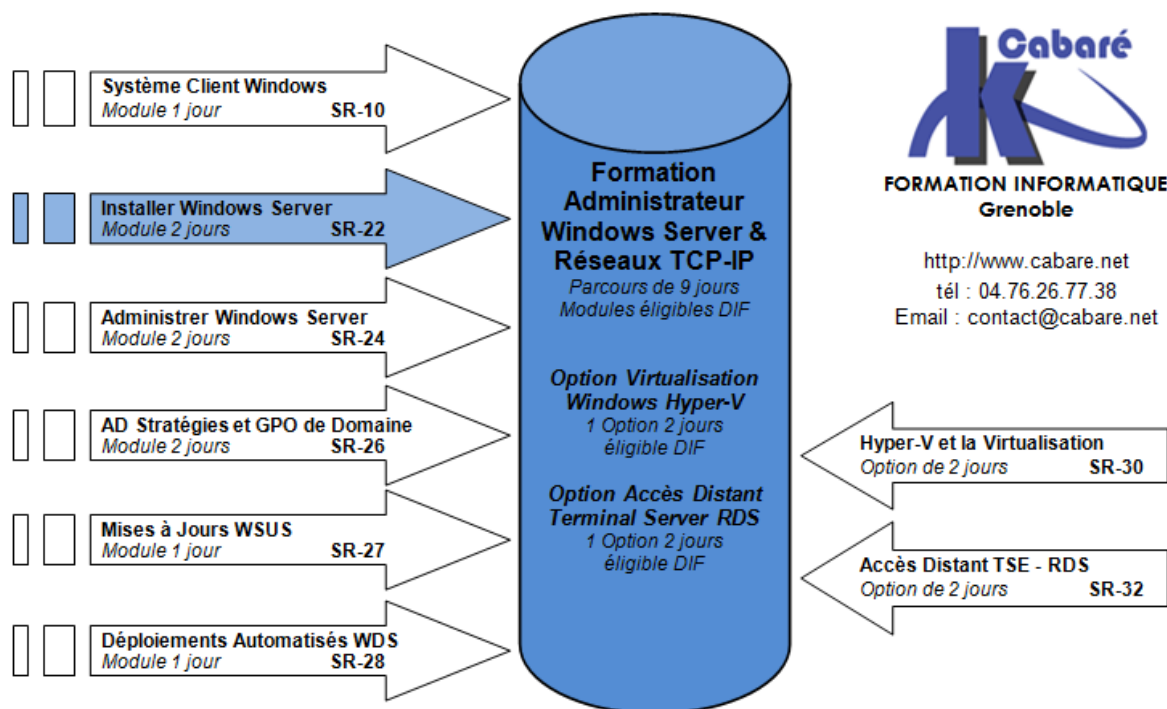 Système Client Windows
Module 1 jour SR-10
Installer Windows Server
Module 2 jours SR-22
Administrer Windows Server
Module 2 jours SR-24
AD Stratégies et GPO de Domaine
Module 2 jours SR-26
Mises à Jours WSUS
Module 1 jour SR-27
Déploiements Automatisés WDS
Module 1 jour SR-28
Formation
Administrateur
Windows Server &
Réseaux TCP-IP
Parcours de 9 jours
Modules éligibles DIF
Option Virtualisation
Windows Hyper-V
1 Option 2 jours
éligible DIF
Option Accès Distant
Terminal Server RDS
1 Option 2 jours
éligible DIF
Cabaré
K
FORMATION INFORMATIQUE
Grenoble
http://www.cabare.net
tél : 04.76.26.77.38
Email : contact@cabare.net
Hyper-V et la Virtualisation
Option de 2 jours SR-30
Accès Distant TSE - RDS
Option de 2 jours SR-32